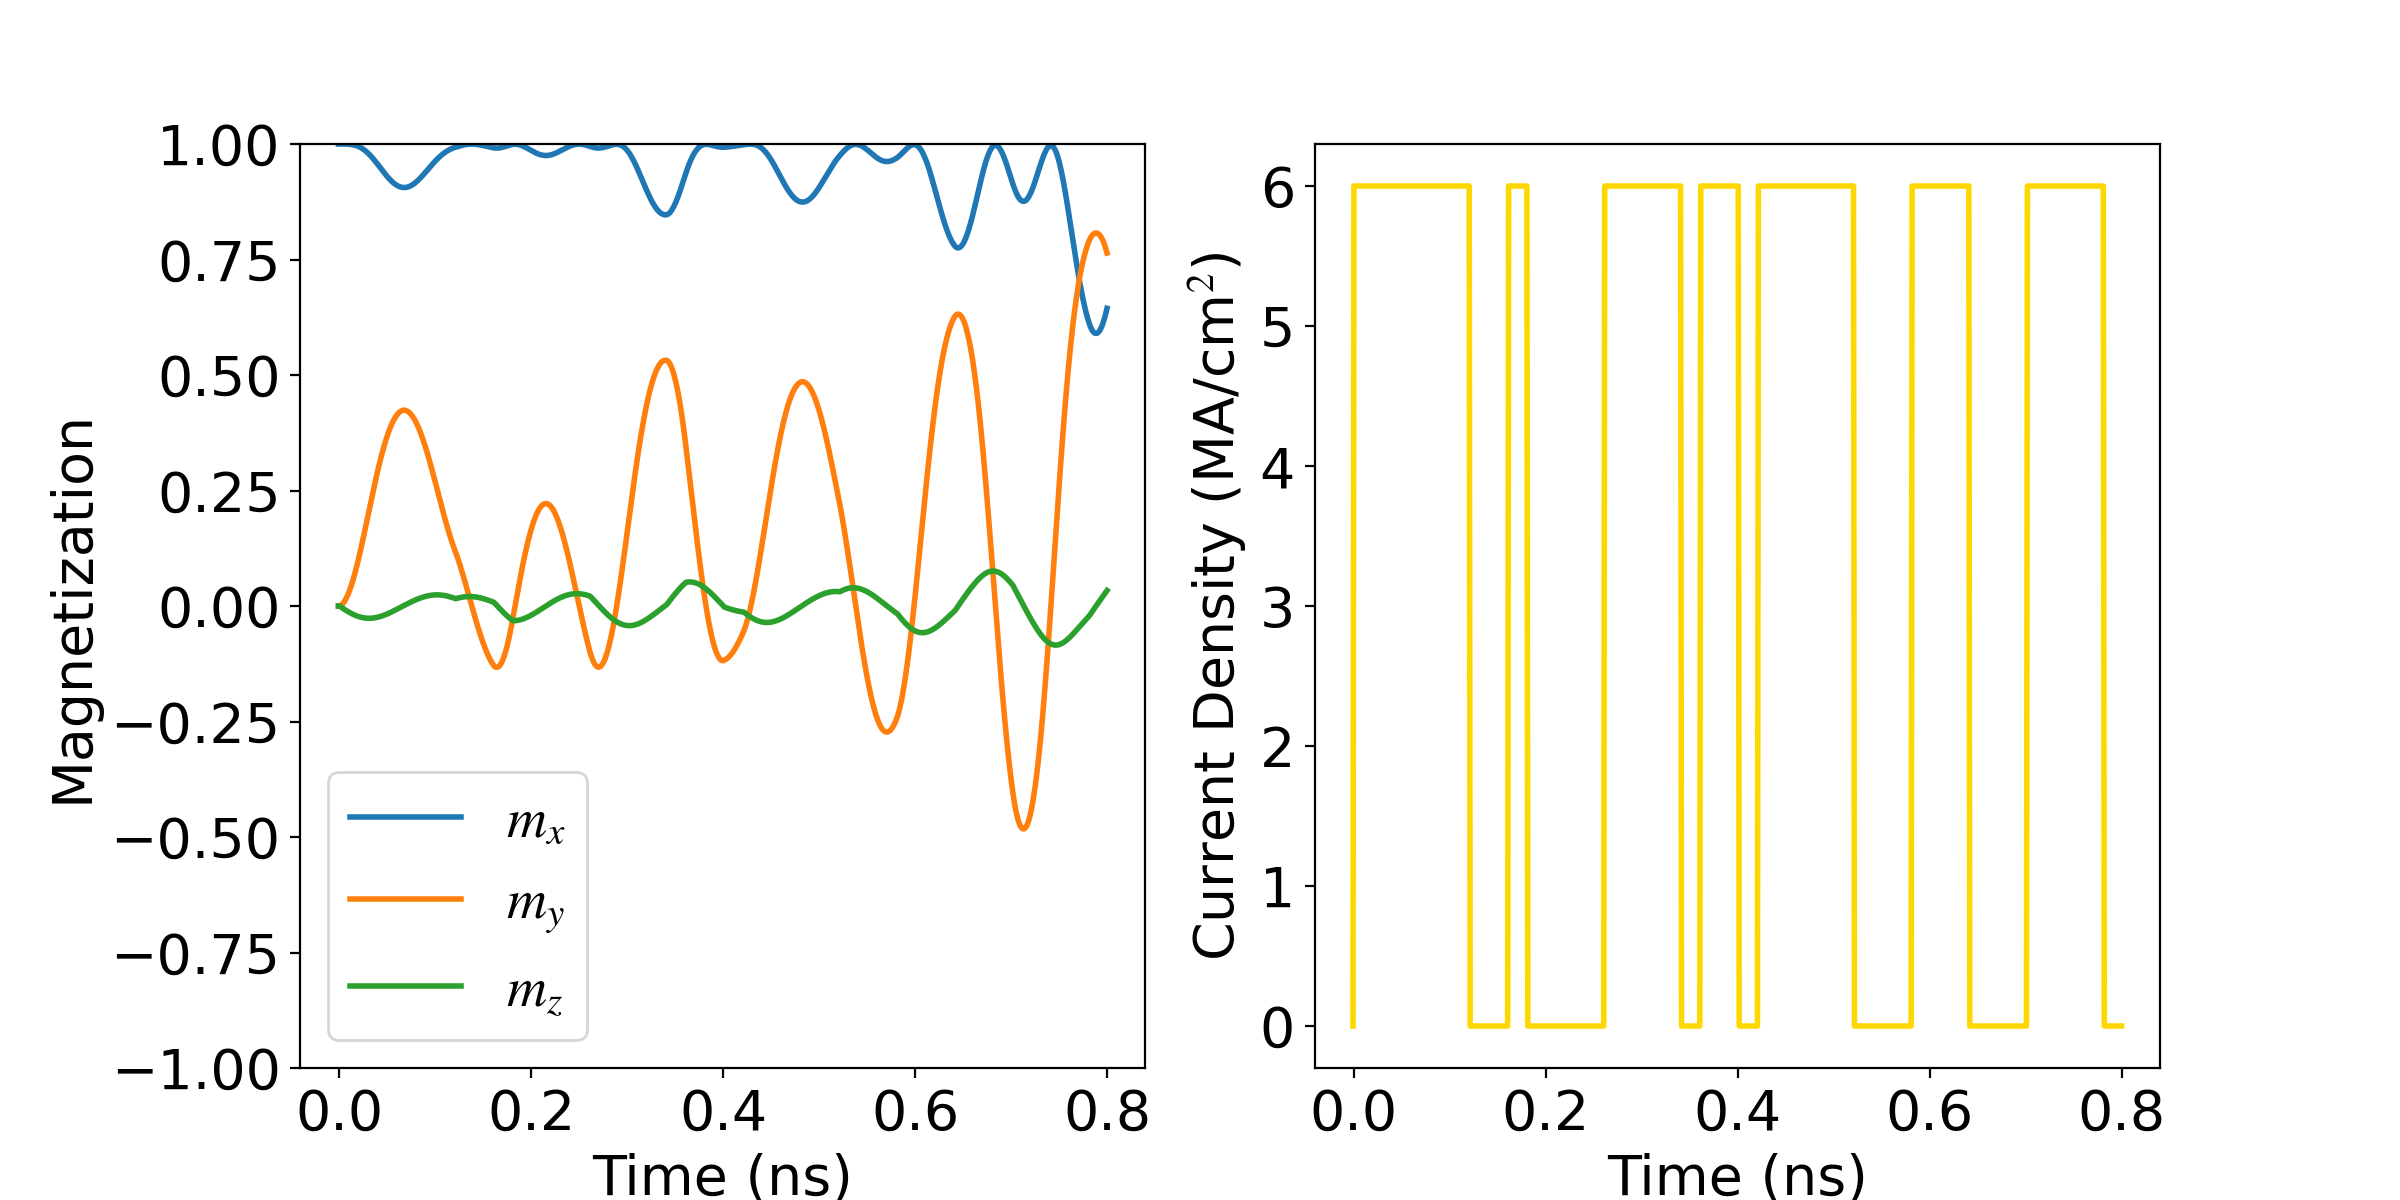 Magnetization
1.00
0.75
0.50
0.25
0.00
−0.25
−0.50
−0.75
−1.00
m_x
m_y
m_z
0.0 0.2 0.4 0.6 0.8
Time (ns)
Current Density (MA/cm²)
6
5
4
3
2
1
0
0.0 0.2 0.4 0.6 0.8
Time (ns)